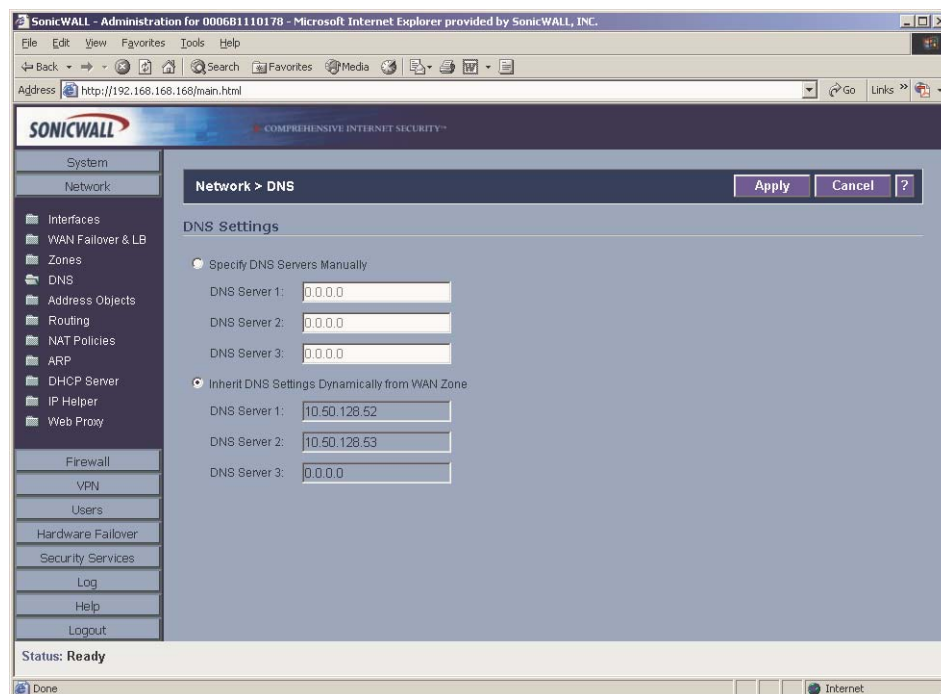 SonicWALL - Administration for 0006B1110178 - Microsoft Internet Explorer provided by SonicWALL, INC.
File Edit View Favorites Tools Help
Back Search Favorites Media
Address http://192.168.168.168/main.html Go Links »
SONICWALL COMPREHENSIVE INTERNET SECURITY™
System
Network
Interfaces
WAN Failover & LB
Zones
DNS
Address Objects
Routing
NAT Policies
ARP
DHCP Server
IP Helper
Web Proxy
Firewall
VPN
Users
Hardware Failover
Security Services
Log
Help
Logout
Network > DNS Apply Cancel ?
DNS Settings
Specify DNS Servers Manually
DNS Server 1: 0.0.0.0
DNS Server 2: 0.0.0.0
DNS Server 3: 0.0.0.0
Inherit DNS Settings Dynamically from WAN Zone
DNS Server 1: 10.50.128.52
DNS Server 2: 10.50.128.53
DNS Server 3: 0.0.0.0
Status: Ready
Done Internet